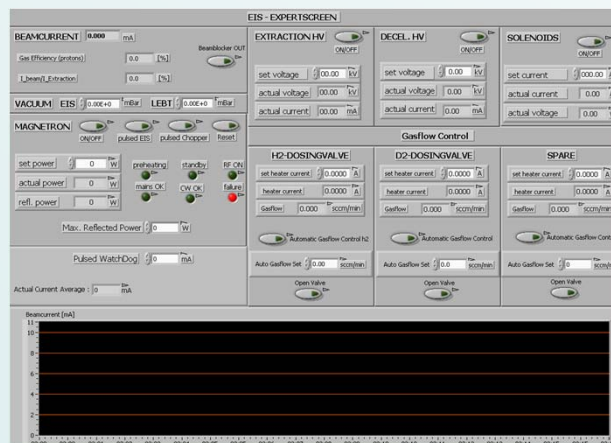 EIS - EXPERTSCREEN
BEAMCURRENT 0.000 mA
Gas Efficiency (protons) 0.0 [%]
I_beam/I_Extraction 0.0 [%]
Beamblocker OUT
VACUUM EIS 0.00E+0 mBar LEBT 0.00E+0 mBar
MAGNETRON
ON/OFF pulsed EIS pulsed Chopper Reset
set power 0 W
actual power 0 W
refl. power 0 W
preheating standby RF ON
mains OK CW OK failure
Max. Reflected Power 0 W
Pulsed WatchDog 0 mA
Actual Current Average : 0 mA
EXTRACTION HV
ON/OFF
set voltage 00.00 kV
actual voltage 00.00 kV
actual current 00.00 mA
DECEL. HV
ON/OFF
set voltage 0.00 kV
actual voltage 0.00 kV
actual current 0.00 mA
SOLENOIDS
ON/OFF
set current 000.00 A
actual current 0.00
actual voltage 0.00
Gasflow Control
H2-DOSINGVALVE
set heater current 0.0000 A
heater current 0.0000 A
Gasflow 0.000 sccm/min
Automatic Gasflow Control h2
Auto Gasflow Set 0.00 sccm/min
Open Valve
D2-DOSINGVALVE
set heater current 0.0000 A
heater current 0.0000 A
Gasflow 0.000 sccm/min
Automatic Gasflow Control
Auto Gasflow Set 0.0 sccm/min
Open Valve
SPARE
set heater current 0.0000 A
heater current 0.0000 A
Gasflow 0.000 sccm/min
Automatic Gasflow Control
Auto Gasflow Set 0 sccm/min
Open Valve
Beamcurrent [mA]
11
10
8
6
4
2
0